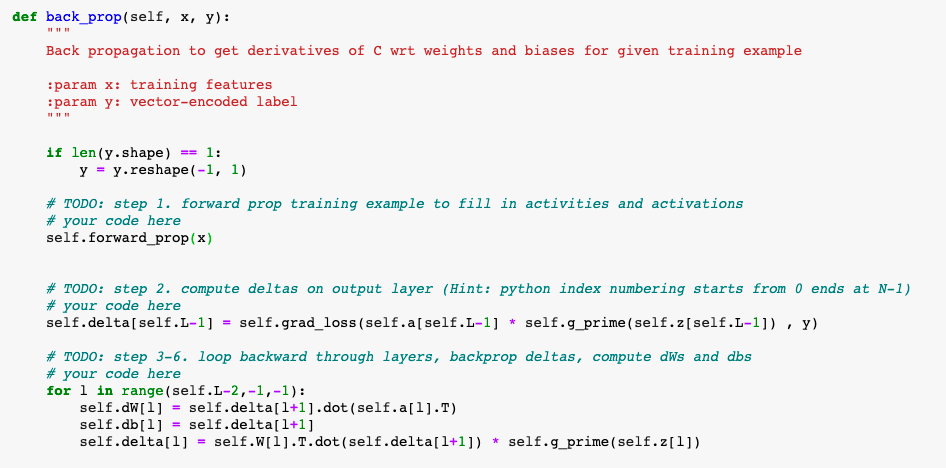 def back_prop(self, x, y):
    """
    Back propagation to get derivatives of C wrt weights and biases for given training example

    :param x: training features
    :param y: vector-encoded label
    """

    if len(y.shape) == 1:
        y = y.reshape(-1, 1)

    # TODO: step 1. forward prop training example to fill in activities and activations
    # your code here
    self.forward_prop(x)


    # TODO: step 2. compute deltas on output layer (Hint: python index numbering starts from 0 ends at N-1)
    # your code here
    self.delta[self.L-1] = self.grad_loss(self.a[self.L-1] * self.g_prime(self.z[self.L-1]) , y)

    # TODO: step 3-6. loop backward through layers, backprop deltas, compute dWs and dbs
    # your code here
    for l in range(self.L-2,-1,-1):
        self.dW[l] = self.delta[l+1].dot(self.a[l].T)
        self.db[l] = self.delta[l+1]
        self.delta[l] = self.W[l].T.dot(self.delta[l+1]) * self.g_prime(self.z[l])